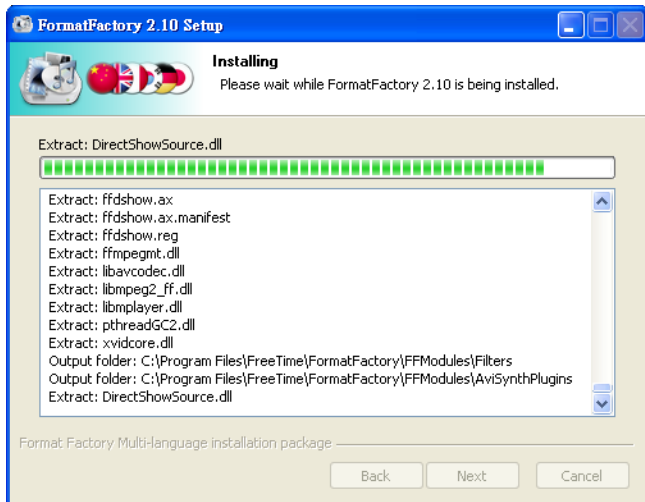 FormatFactory 2.10 Setup
Installing
Please wait while FormatFactory 2.10 is being installed.
Extract: DirectShowSource.dll
Extract: ffdshow.ax
Extract: ffdshow.ax.manifest
Extract: ffdshow.reg
Extract: ffmpegmt.dll
Extract: libavcodec.dll
Extract: libmpeg2_ff.dll
Extract: libmplayer.dll
Extract: pthreadGC2.dll
Extract: xvidcore.dll
Output folder: C:\Program Files\FreeTime\FormatFactory\FFModules\Filters
Output folder: C:\Program Files\FreeTime\FormatFactory\FFModules\AviSynthPlugins
Extract: DirectShowSource.dll
Format Factory Multi-language installation package
Back
Next
Cancel